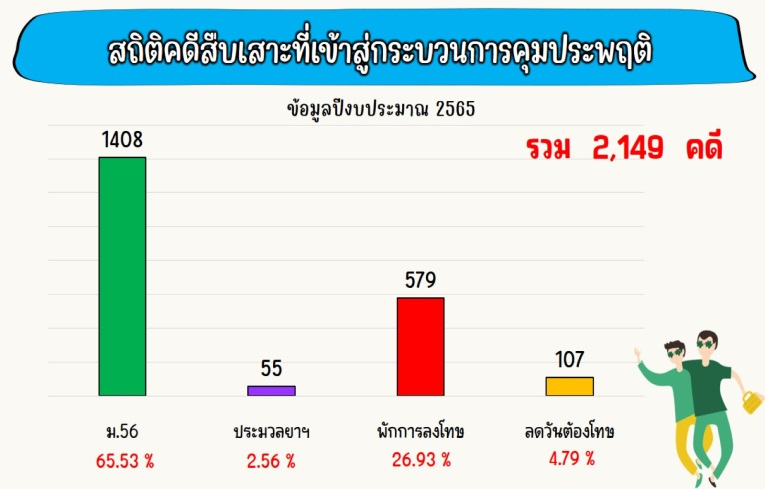 สถิติคดีสืบเสาะที่เข้าสู่กระบวนการคุมประพฤติ
ข้อมูลปีงบประมาณ 2565
รวม 2,149 คดี
1408
55
579
107
ม.56 ประมวลยาฯ พักการลงโทษ ลดวันต้องโทษ
65.53 % 2.56 % 26.93 % 4.79 %